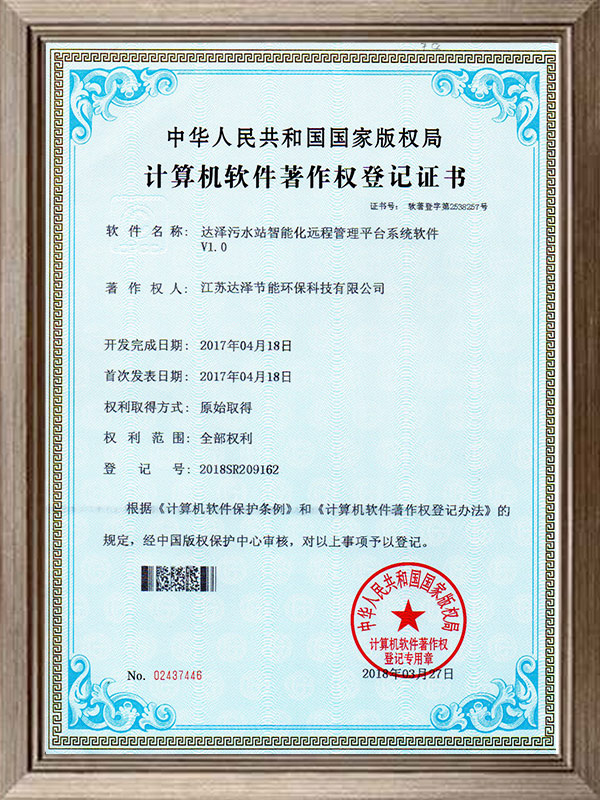 中华人民共和国国家版权局
计算机软件著作权登记证书
证书号： 软著登字第2538257号
软件名称： 达泽污水站智能化远程管理平台系统软件
V1.0
著作权人： 江苏达泽节能环保科技有限公司
开发完成日期： 2017年04月18日
首次发表日期： 2017年04月18日
权利取得方式： 原始取得
权利范围： 全部权利
登记号： 2018SR209162
根据《计算机软件保护条例》和《计算机软件著作权登记办法》的
规定，经中国版权保护中心审核，对以上事项予以登记。
中华人民共和国国家版权局
计算机软件著作权
登记专用章
No. 02437446
2018年03月27日